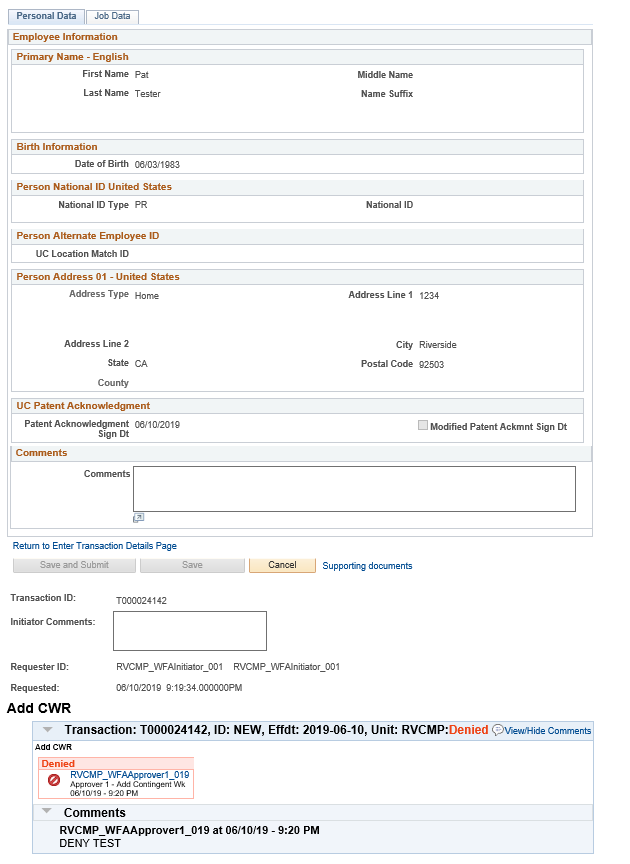 Personal Data Job Data
Employee Information
Primary Name - English
First Name Pat Middle Name
Last Name Tester Name Suffix
Birth Information
Date of Birth 06/03/1983
Person National ID United States
National ID Type PR National ID
Person Alternate Employee ID
UC Location Match ID
Person Address 01 - United States
Address Type Home Address Line 1 1234
Address Line 2 City Riverside
State CA Postal Code 92503
County
UC Patent Acknowledgment
Patent Acknowledgment 06/10/2019 Modified Patent Ackmnt Sign Dt
Sign Dt
Comments
Comments
Return to Enter Transaction Details Page
Save and Submit Save Cancel Supporting documents
Transaction ID: T000024142
Initiator Comments:
Requester ID: RVCMP_WFAInitiator_001 RVCMP_WFAInitiator_001
Requested: 06/10/2019 9:19:34.000000PM
Add CWR
Transaction: T000024142, ID: NEW, Effdt: 2019-06-10, Unit: RVCMP:Denied View/Hide Comments
Add CWR
Denied
RVCMP_WFAApprover1_019
Approver 1 - Add Contingent Wk
06/10/19 - 9:20 PM
Comments
RVCMP_WFAApprover1_019 at 06/10/19 - 9:20 PM
DENY TEST